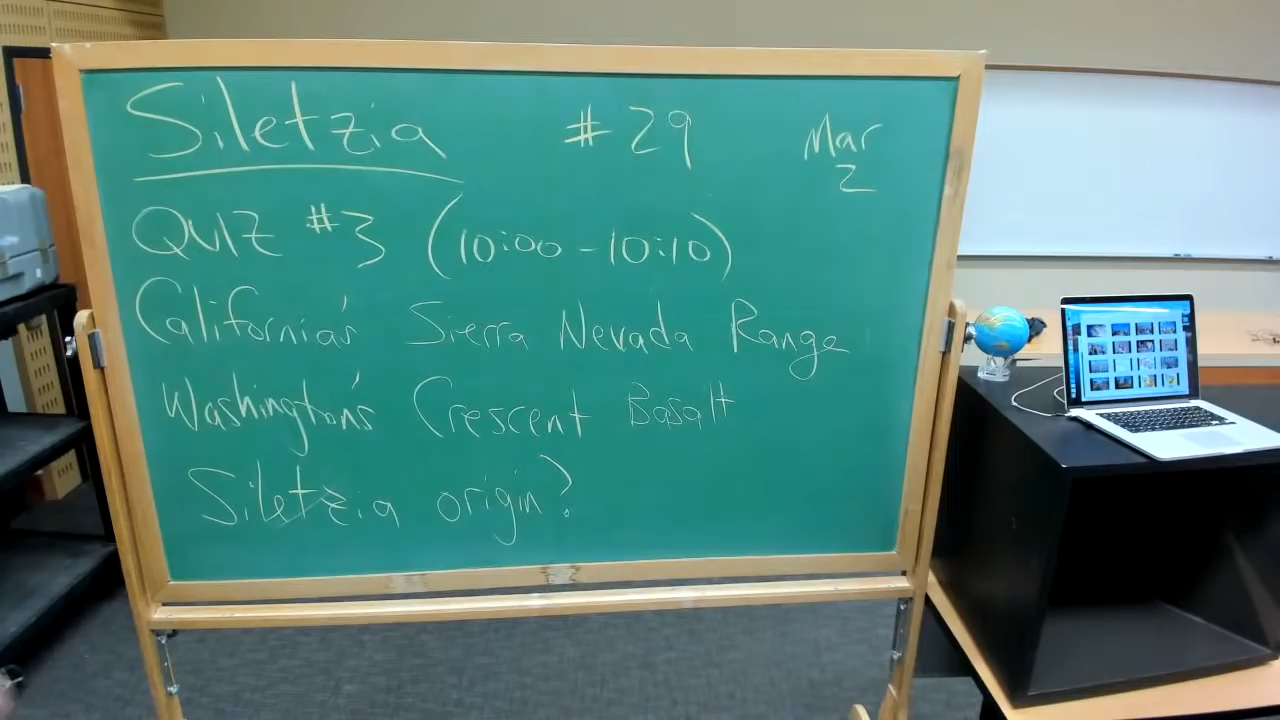 Siletzia #29 Mar
2
QUIZ #3 (10:00-10:10)
California's Sierra Nevada Range
Washington's Crescent Basalt
Siletzia origin?